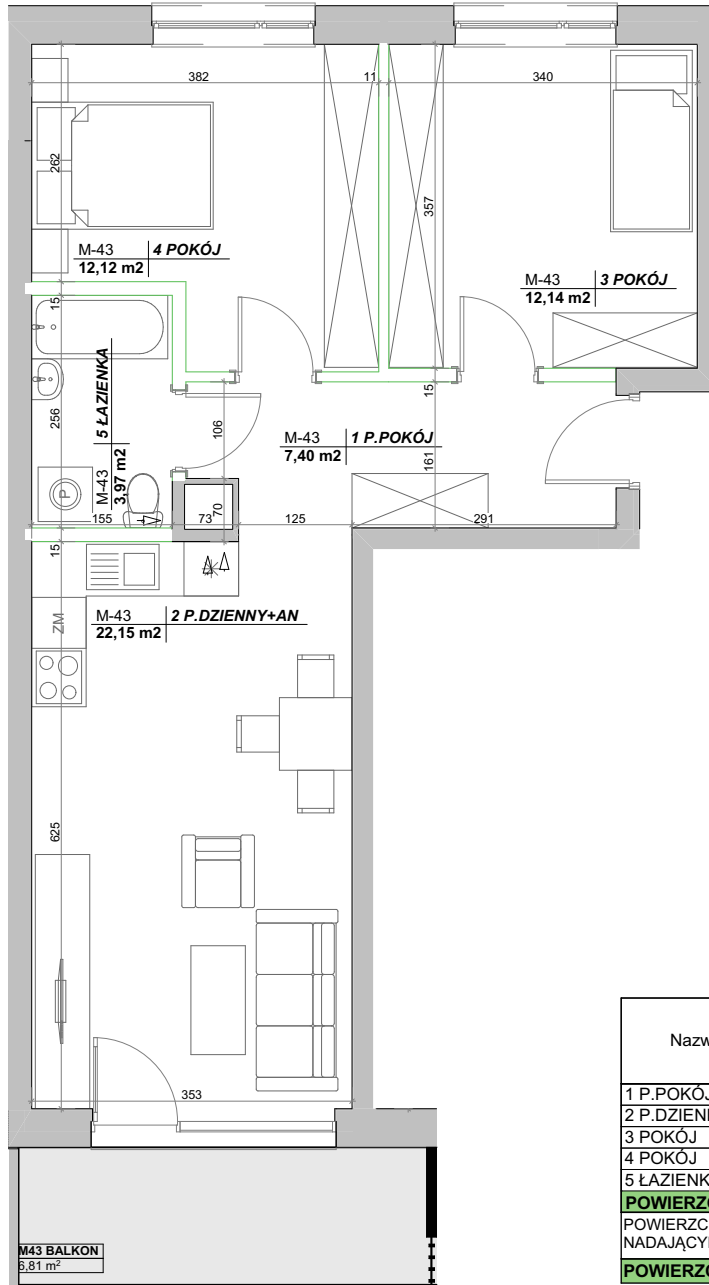 382
11
340
262
357
M-43 4 POKÓJ
12,12 m2
M-43 3 POKÓJ
12,14 m2
15
15
256
5 ŁAZIENKA
M-43
3,97 m2
106
M-43 1 P.POKÓJ
7,40 m2
161
P
155
73
70
125
291
15
M-43 2 P.DZIENNY+AN
22,15 m2
ZM
625
353
M43 BALKON
6,81 m²
1 P.POKÓJ
3 POKÓJ
4 POKÓJ